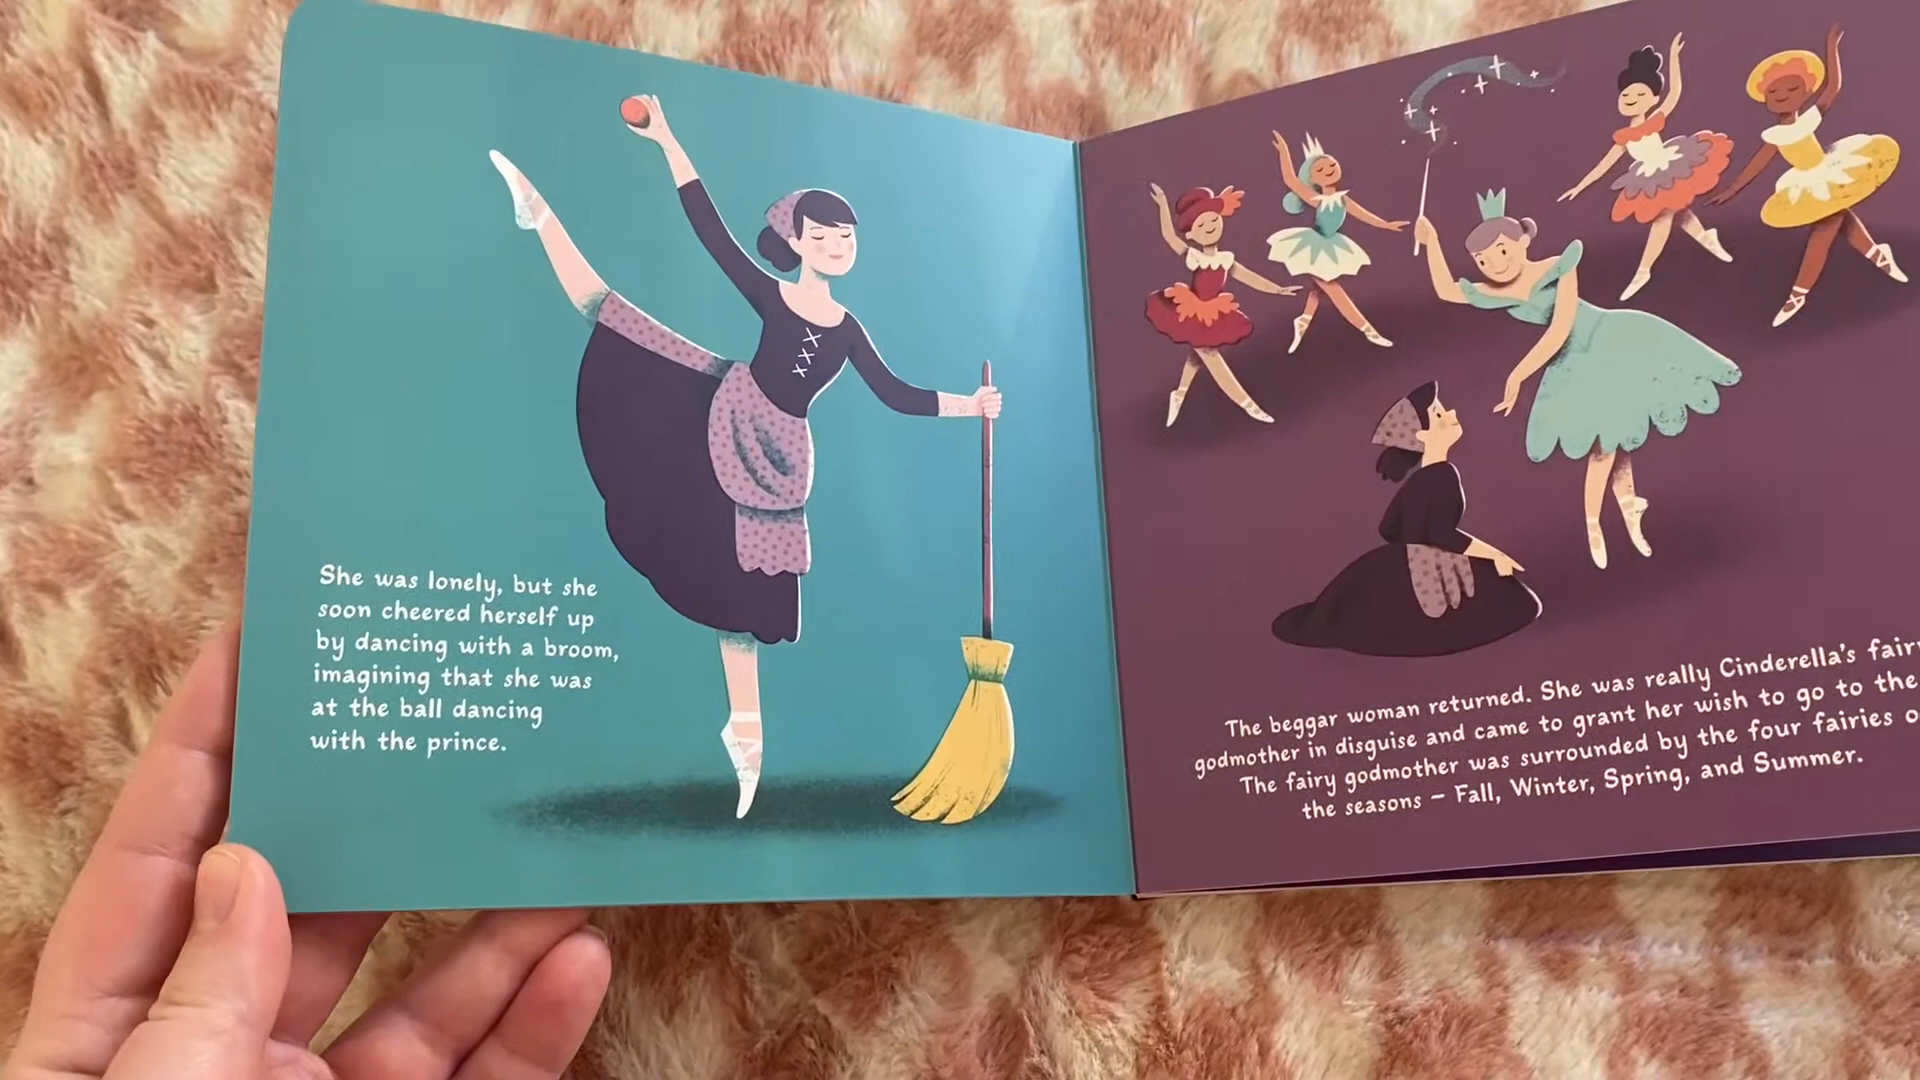 She was lonely, but she
soon cheered herself up
by dancing with a broom,
imagining that she was
at the ball dancing
with the prince.
The beggar woman returned. She was really Cinderella's
godmother in disguise and came to grant her wish to go to the
The fairy godmother was surrounded by the four fairies
the seasons – Fall, Winter, Spring, and Summer.